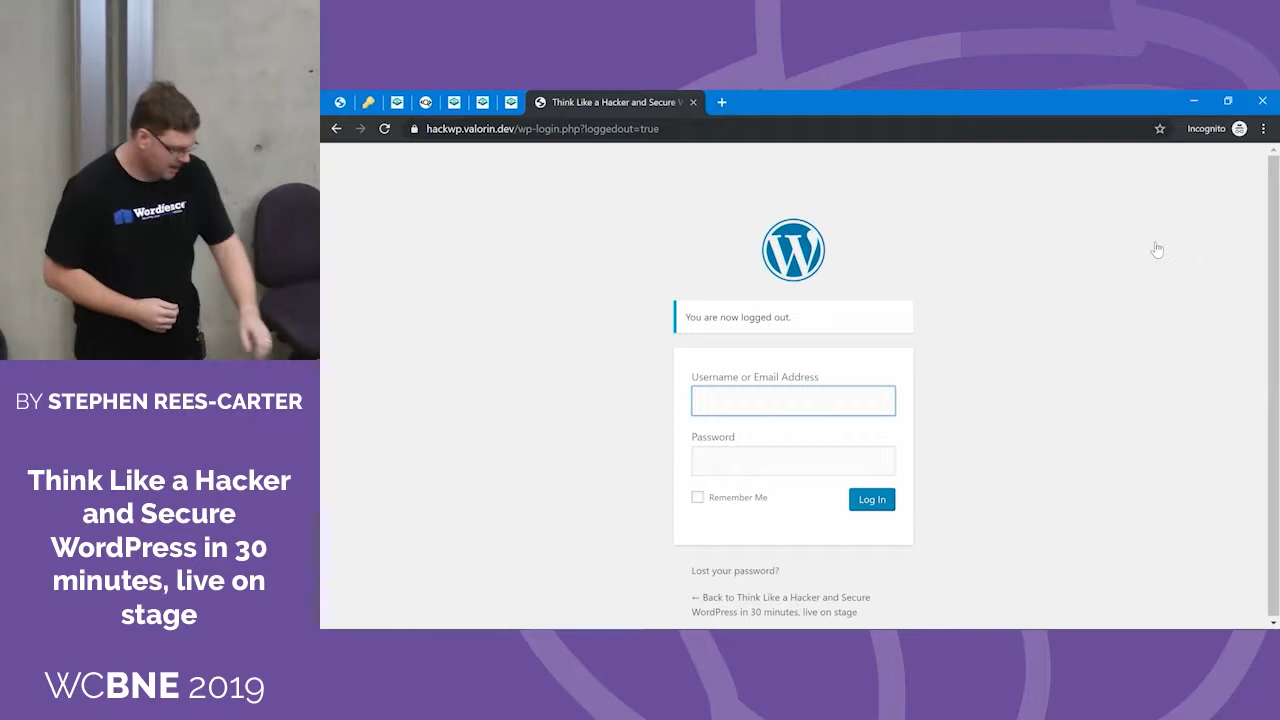 Think Like a Hacker and Secure W
hackwp.valorin.dev/wp-login.php?loggedout=true
Incognito
Wordfence
You are now logged out.
Username or Email Address
Password
Remember Me
Log In
Lost your password?
← Back to Think Like a Hacker and Secure
WordPress in 30 minutes, live on stage
BY STEPHEN REES-CARTER
Think Like a Hacker
and Secure
WordPress in 30
minutes, live on
stage
WCBNE 2019